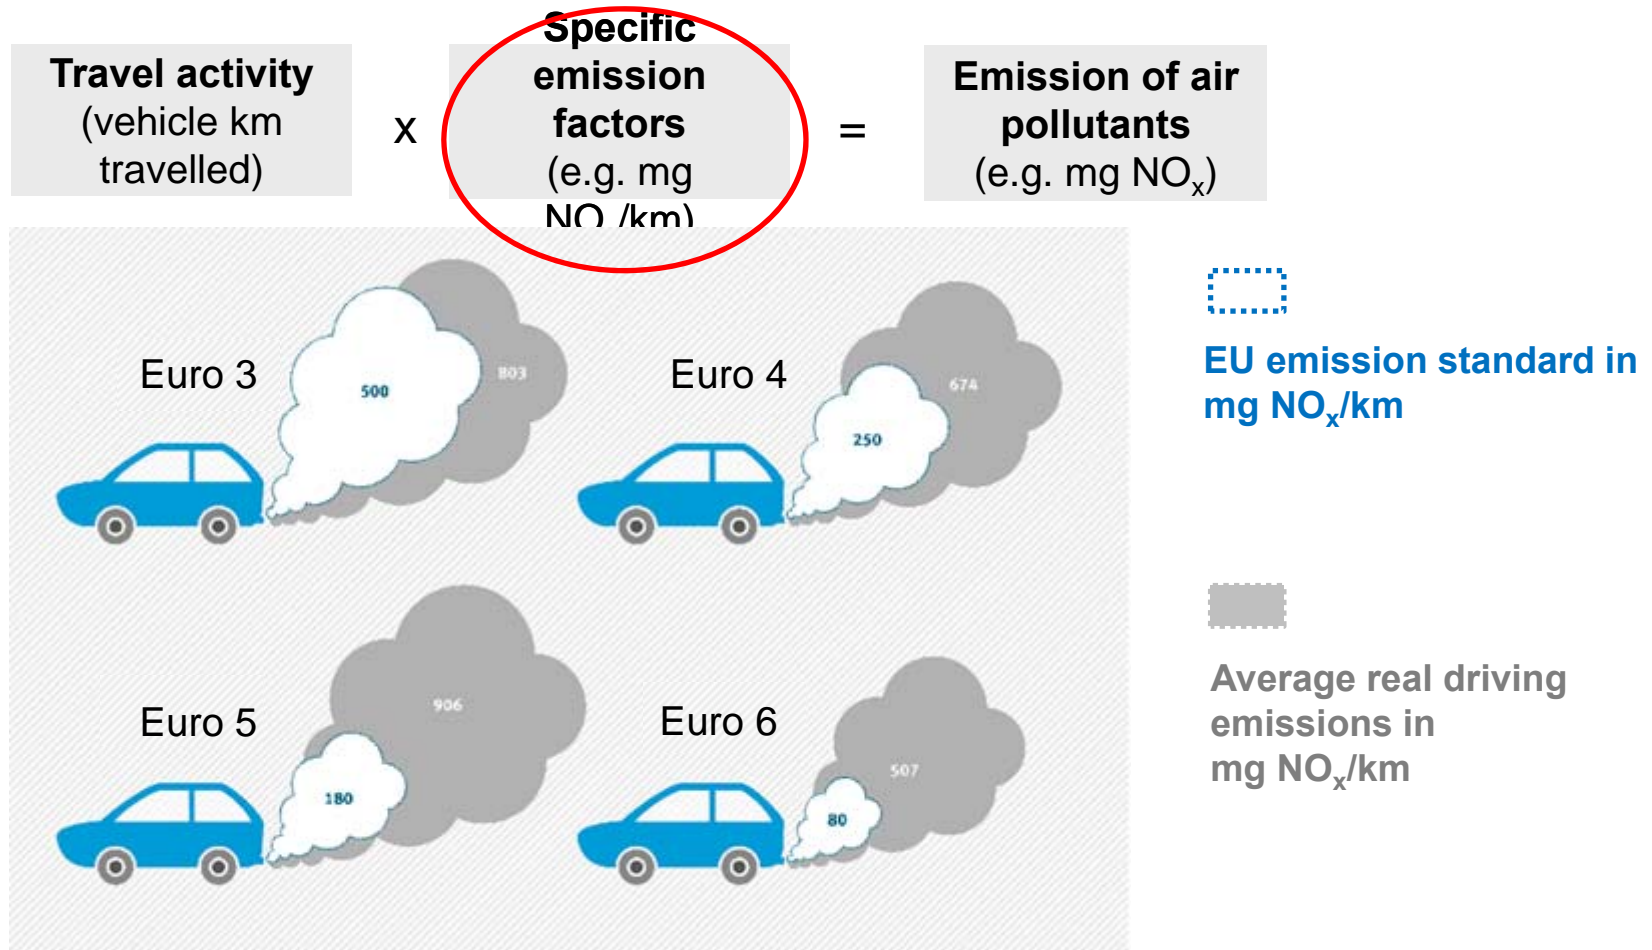 Travel activity
(vehicle km
travelled)
x
Specific
emission
factors
(e.g. mg
NOx/km)
=
Emission of air
pollutants
(e.g. mg NOx)
Euro 3
500
803
Euro 4
250
674
EU emission standard in
mg NOx/km
Euro 5
180
906
Euro 6
80
507
Average real driving
emissions in
mg NOx/km